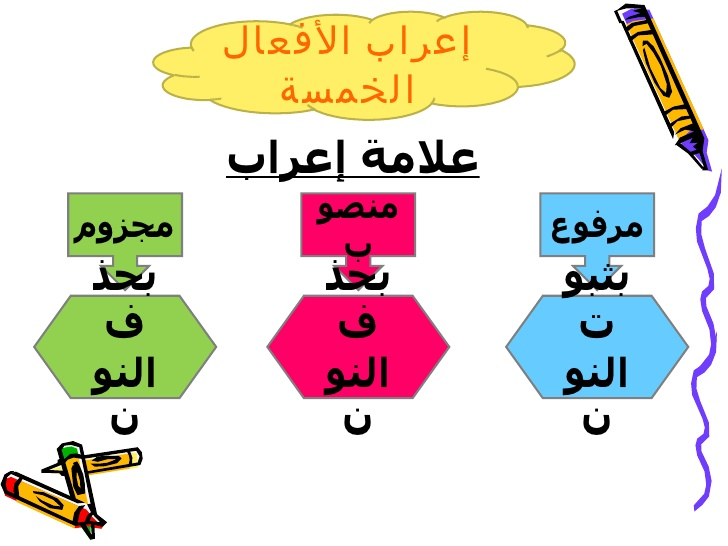 إعراب الأفعال
الخمسة
علامة إعراب
مرفوع
بثبو
ت
النو
ن
منصو
ب
بحذ
ف
النو
ن
مجزوم
بحذ
ف
النو
ن